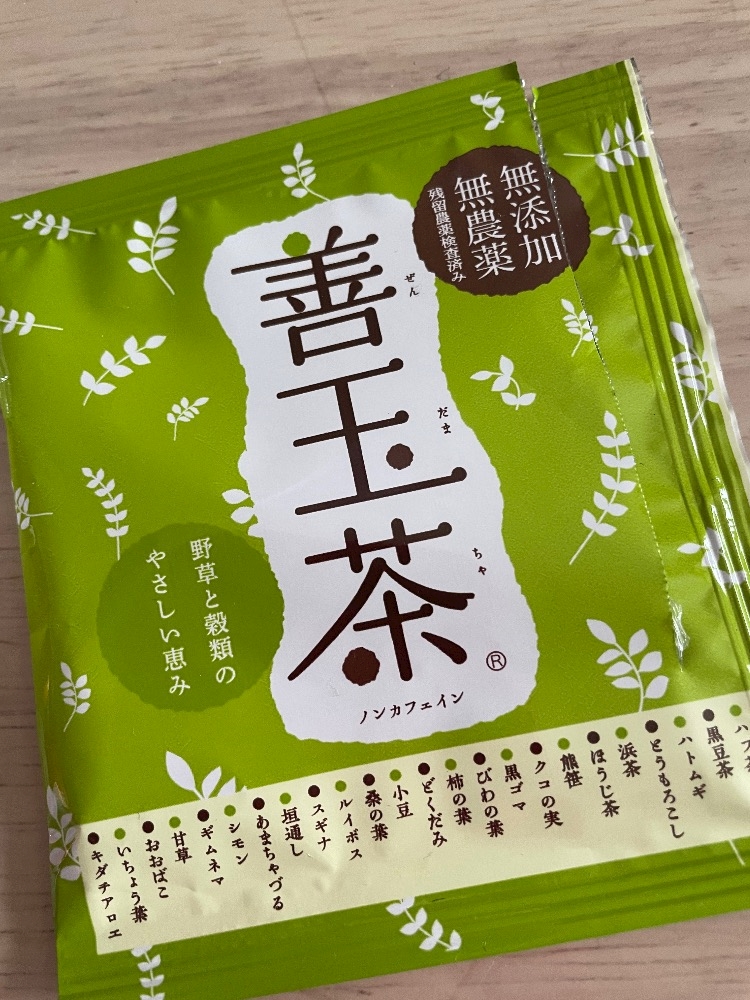 無添加
無農薬
残留農薬検査済み
善玉茶
ぜん
だま
ちゃ
®
ノンカフェイン
野草と穀類の
やさしい恵み
黒豆茶
ハトムギ
とうもろこし
浜茶
ほうじ茶
熊笹
クコの実
黒ゴマ
びわの葉
柿の葉
どくだみ
小豆
桑の葉
ルイボス
スギナ
垣通し
あまちゃづる
シモン
ギムネマ
甘草
おおばこ
いちょう葉
キダチアロエ